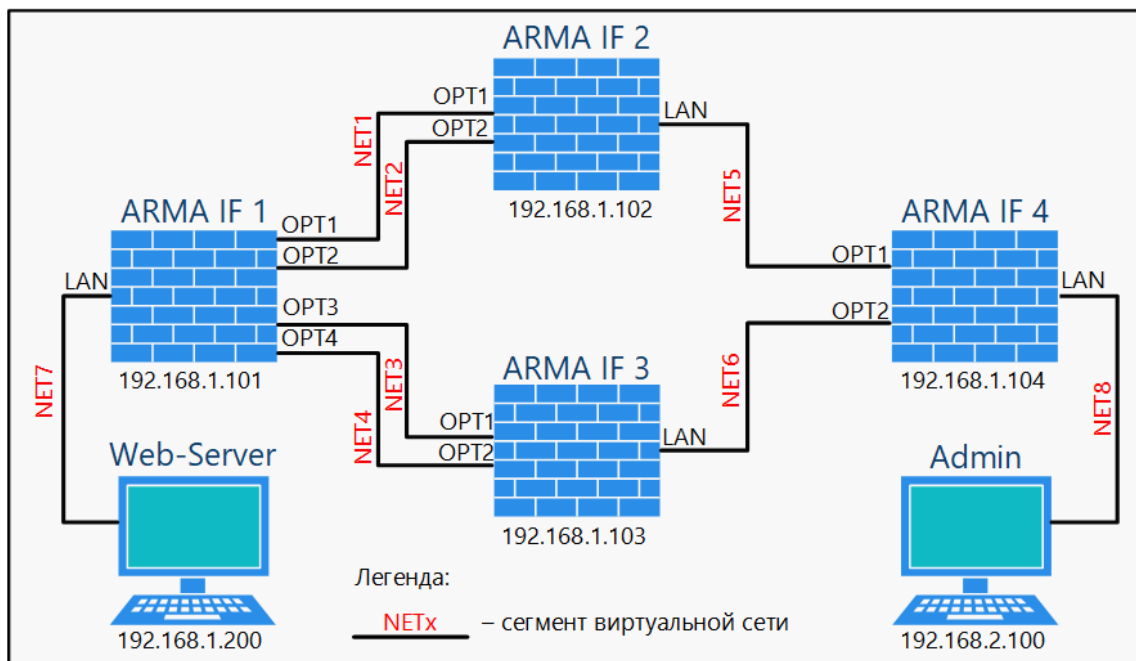 ARMA IF 2
OPT1
LAN
OPT2
NET1
NET2
NET5
192.168.1.102
ARMA IF 1
ARMA IF 4
OPT1
OPT2
OPT1
LAN
LAN
OPT3
OPT2
OPT4
192.168.1.101
ARMA IF 3
192.168.1.104
NET7
NET3
NET4
NET6
NET8
OPT1
LAN
OPT2
Web-Server
Admin
192.168.1.103
Легенда:
NETx – сегмент виртуальной сети
192.168.1.200
192.168.2.100